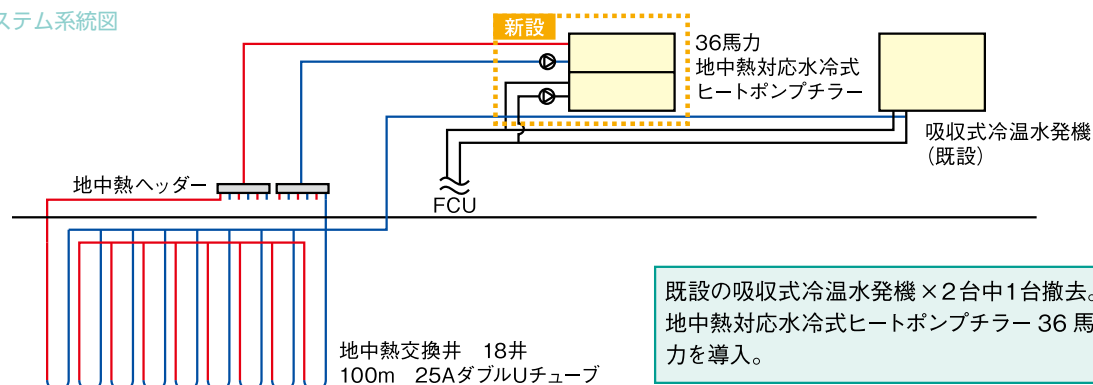 ステム系統図
新設
36馬力
地中熱対応水冷式
ヒートポンプチラー
吸収式冷温水発機
（既設）
地中熱ヘッダー
FCU
地中熱交換井　18井
100m　25AダブルUチューブ
既設の吸収式冷温水発機×2台中1台撤去。
地中熱対応水冷式ヒートポンプチラー 36 馬
力を導入。